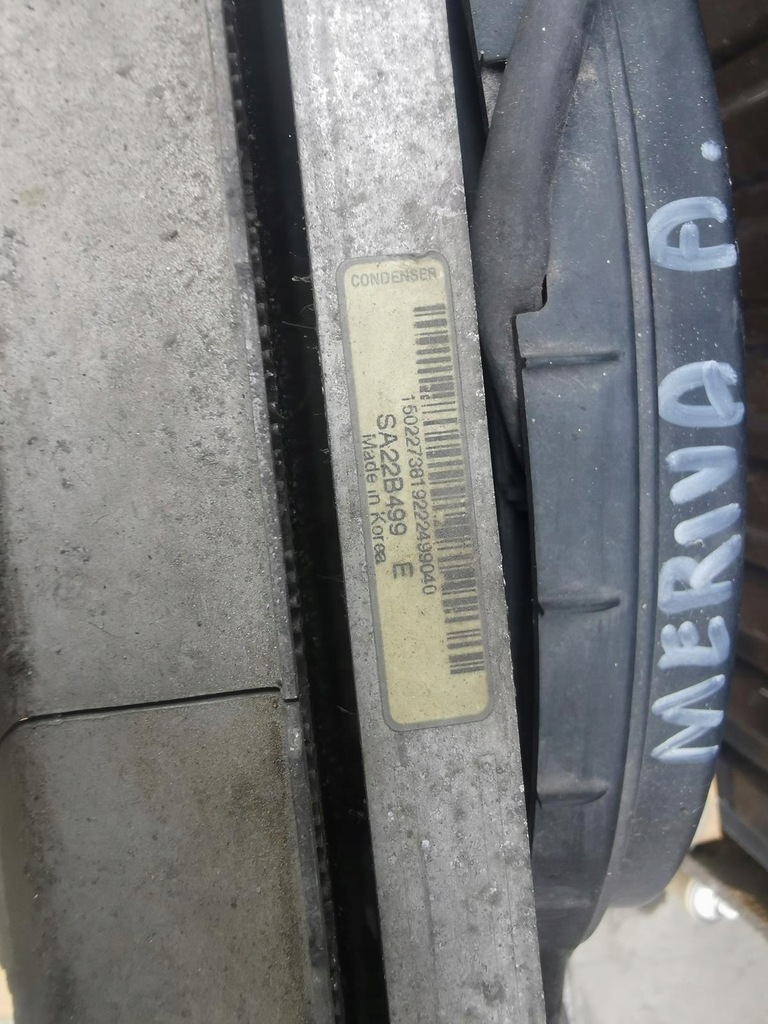 CONDENSER
1502273819222499040
SA22B499 E
Made in Korea
MERIVA A.